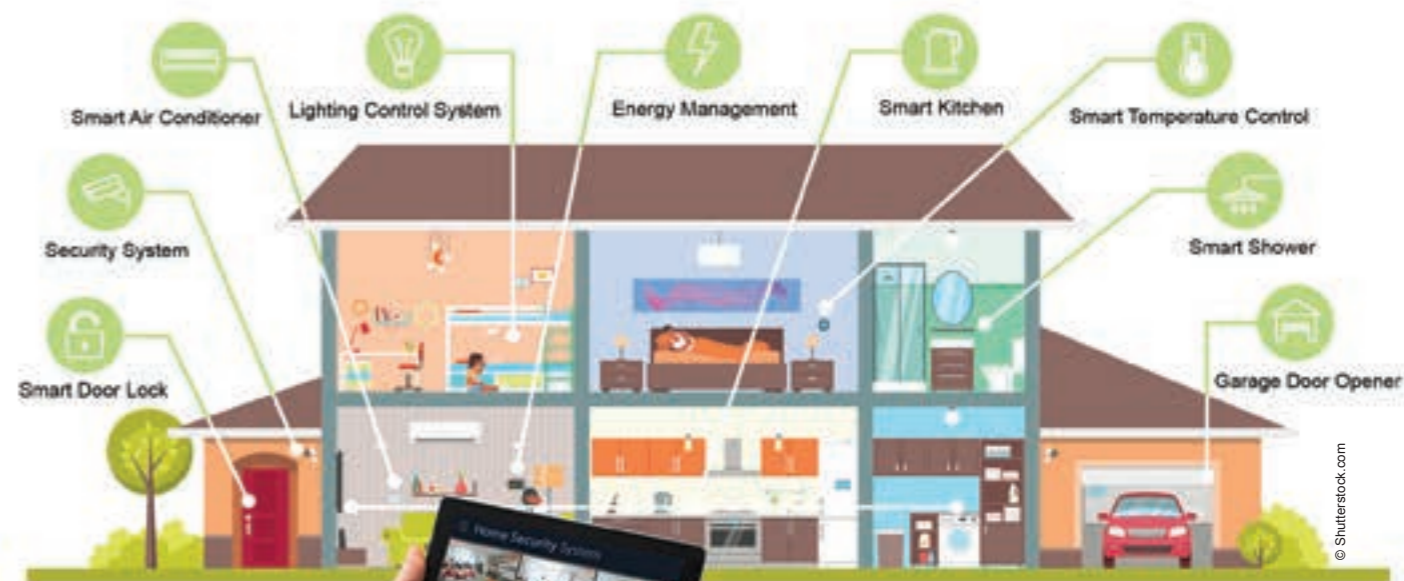 Smart Air Conditioner
Lighting Control System
Energy Management
Smart Kitchen
Smart Temperature Control
Security System
Smart Shower
Smart Door Lock
Garage Door Opener
Home Security System
© Shutterstock.com